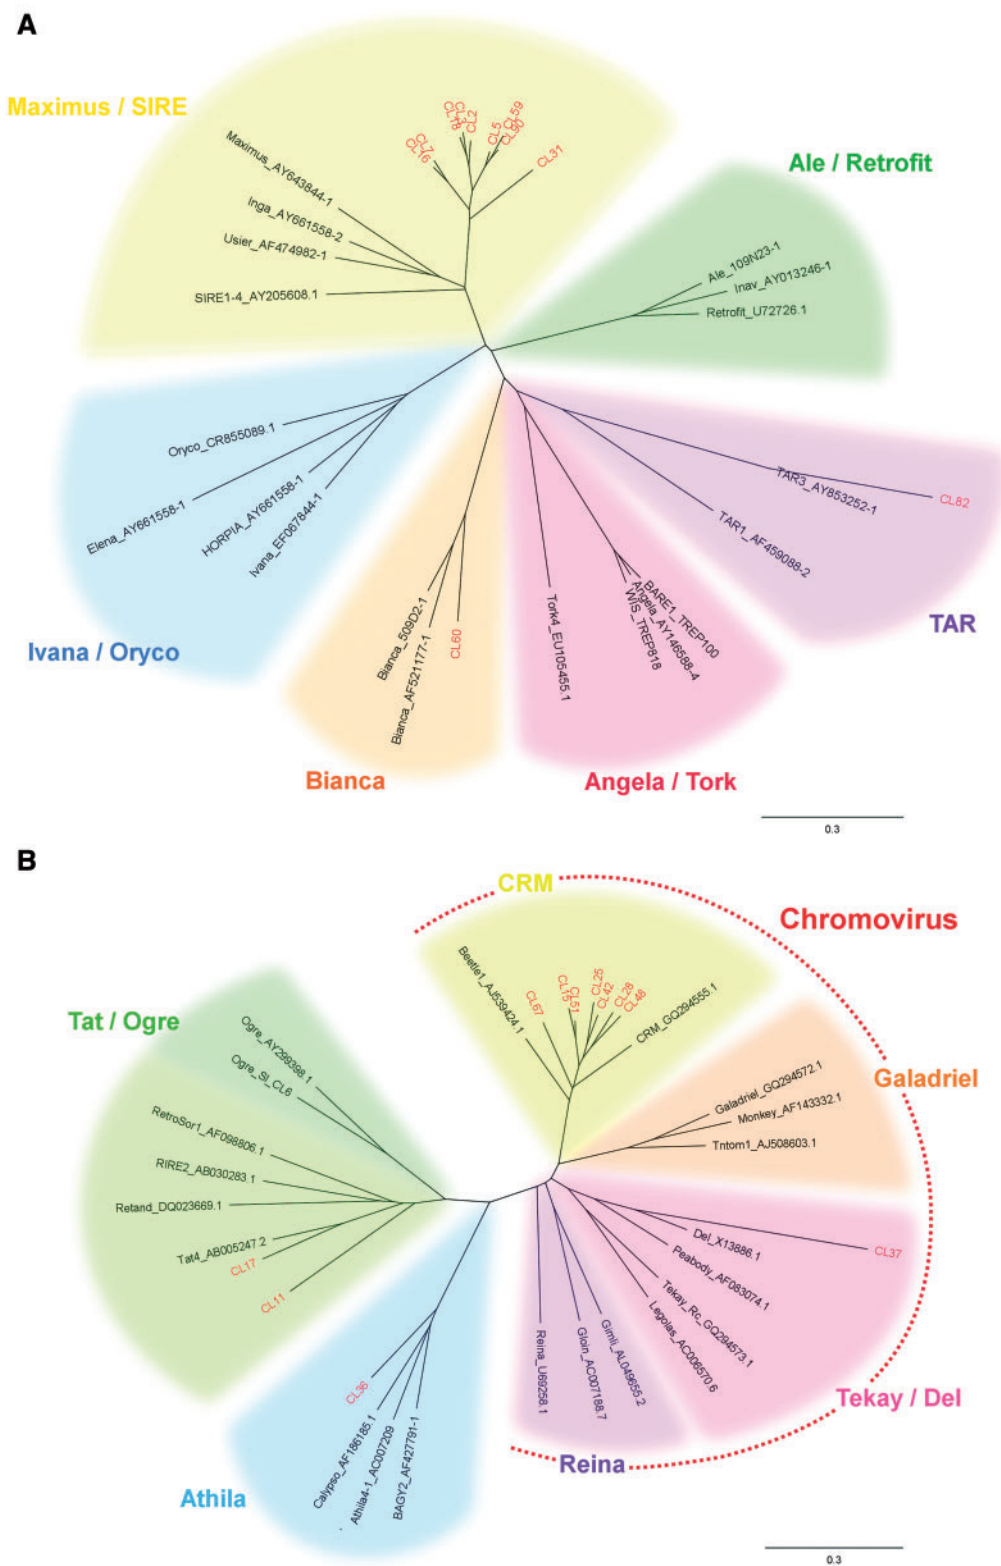 A
Maximus / SIRE
CL7
CL16
CL3
CL18
CL2
CL5
CL59
CL90
CL31
Maximus_AY643844-1
Inga_AY661558-2
Usier_AF474982-1
SIRE1-4_AY205608.1
Ale / Retrofit
Ale_109N23-1
Inav_AY013246-1
Retrofit_U72726.1
Oryco_CR855089.1
Elena_AY661558-1
HORPIA_AY661558-1
Ivana_EF067844-1
Ivana / Oryco
Bianca_509D2-1
Bianca_AF521177-1
CL60
Bianca
Tork4_EU105455.1
WIS_TREP818
Angela_AY146588-4
BARE1_TREP100
Angela / Tork
TAR3_AY853252-1
CL82
TAR1_AF459088-2
TAR
0.3
B
CRM
Chromovirus
Beetle1_AJ539424.1
CL67
CL15
CL51
CL25
CL42
CL28
CL48
CRM_GQ294555.1
Tat / Ogre
Ogre_AY299398.1
Ogre_SI_CL6
RetroSor1_AF098806.1
RIRE2_AB030283.1
Retand_DQ023669.1
Tat4_AB005247.2
CL17
CL11
Galadriel
Galadriel_GQ294572.1
Monkey_AF143332.1
Tntom1_AJ508603.1
Del_X13886.1
CL37
Peabody_AF083074.1
Tekay_Rc_GQ294573.1
Legolas_AC006570.6
Tekay / Del
Gimli_AL049655.2
Gloin_AC007188.7
Reina_U69258.1
Reina
CL36
Calypso_AF186185.1
Athila4-1_AC007209
BAGY2_AF427791-1
Athila
0.3